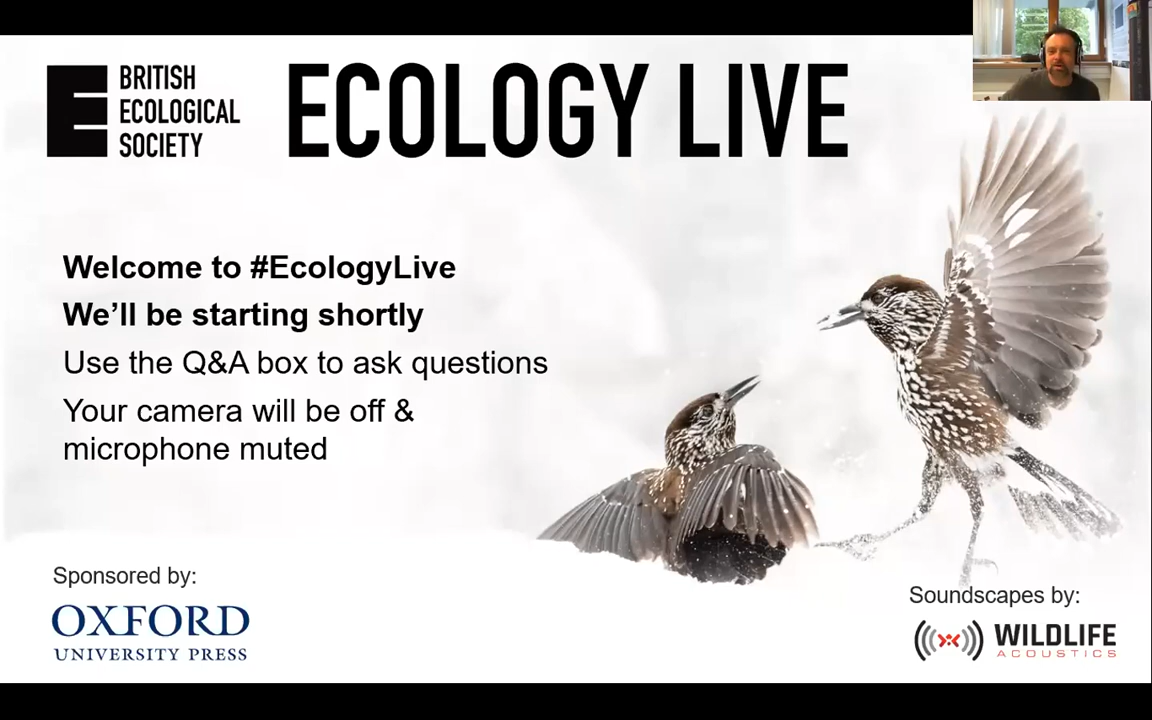 BRITISH
ECOLOGICAL
SOCIETY
ECOLOGY LIVE
Welcome to #EcologyLive
We’ll be starting shortly
Use the Q&A box to ask questions
Your camera will be off &
microphone muted
Sponsored by:
OXFORD
UNIVERSITY PRESS
Soundscapes by:
WILDLIFE
ACOUSTICS